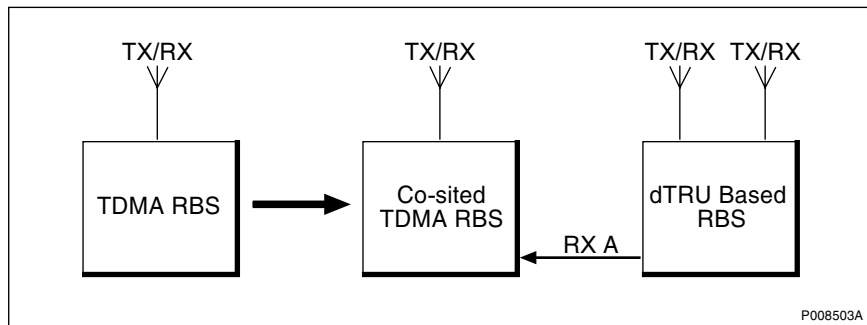 TX/RX
TX/RX
TX/RX TX/RX
TDMA RBS
Co-sited
TDMA RBS
dTRU Based
RBS
RX A
P008503A